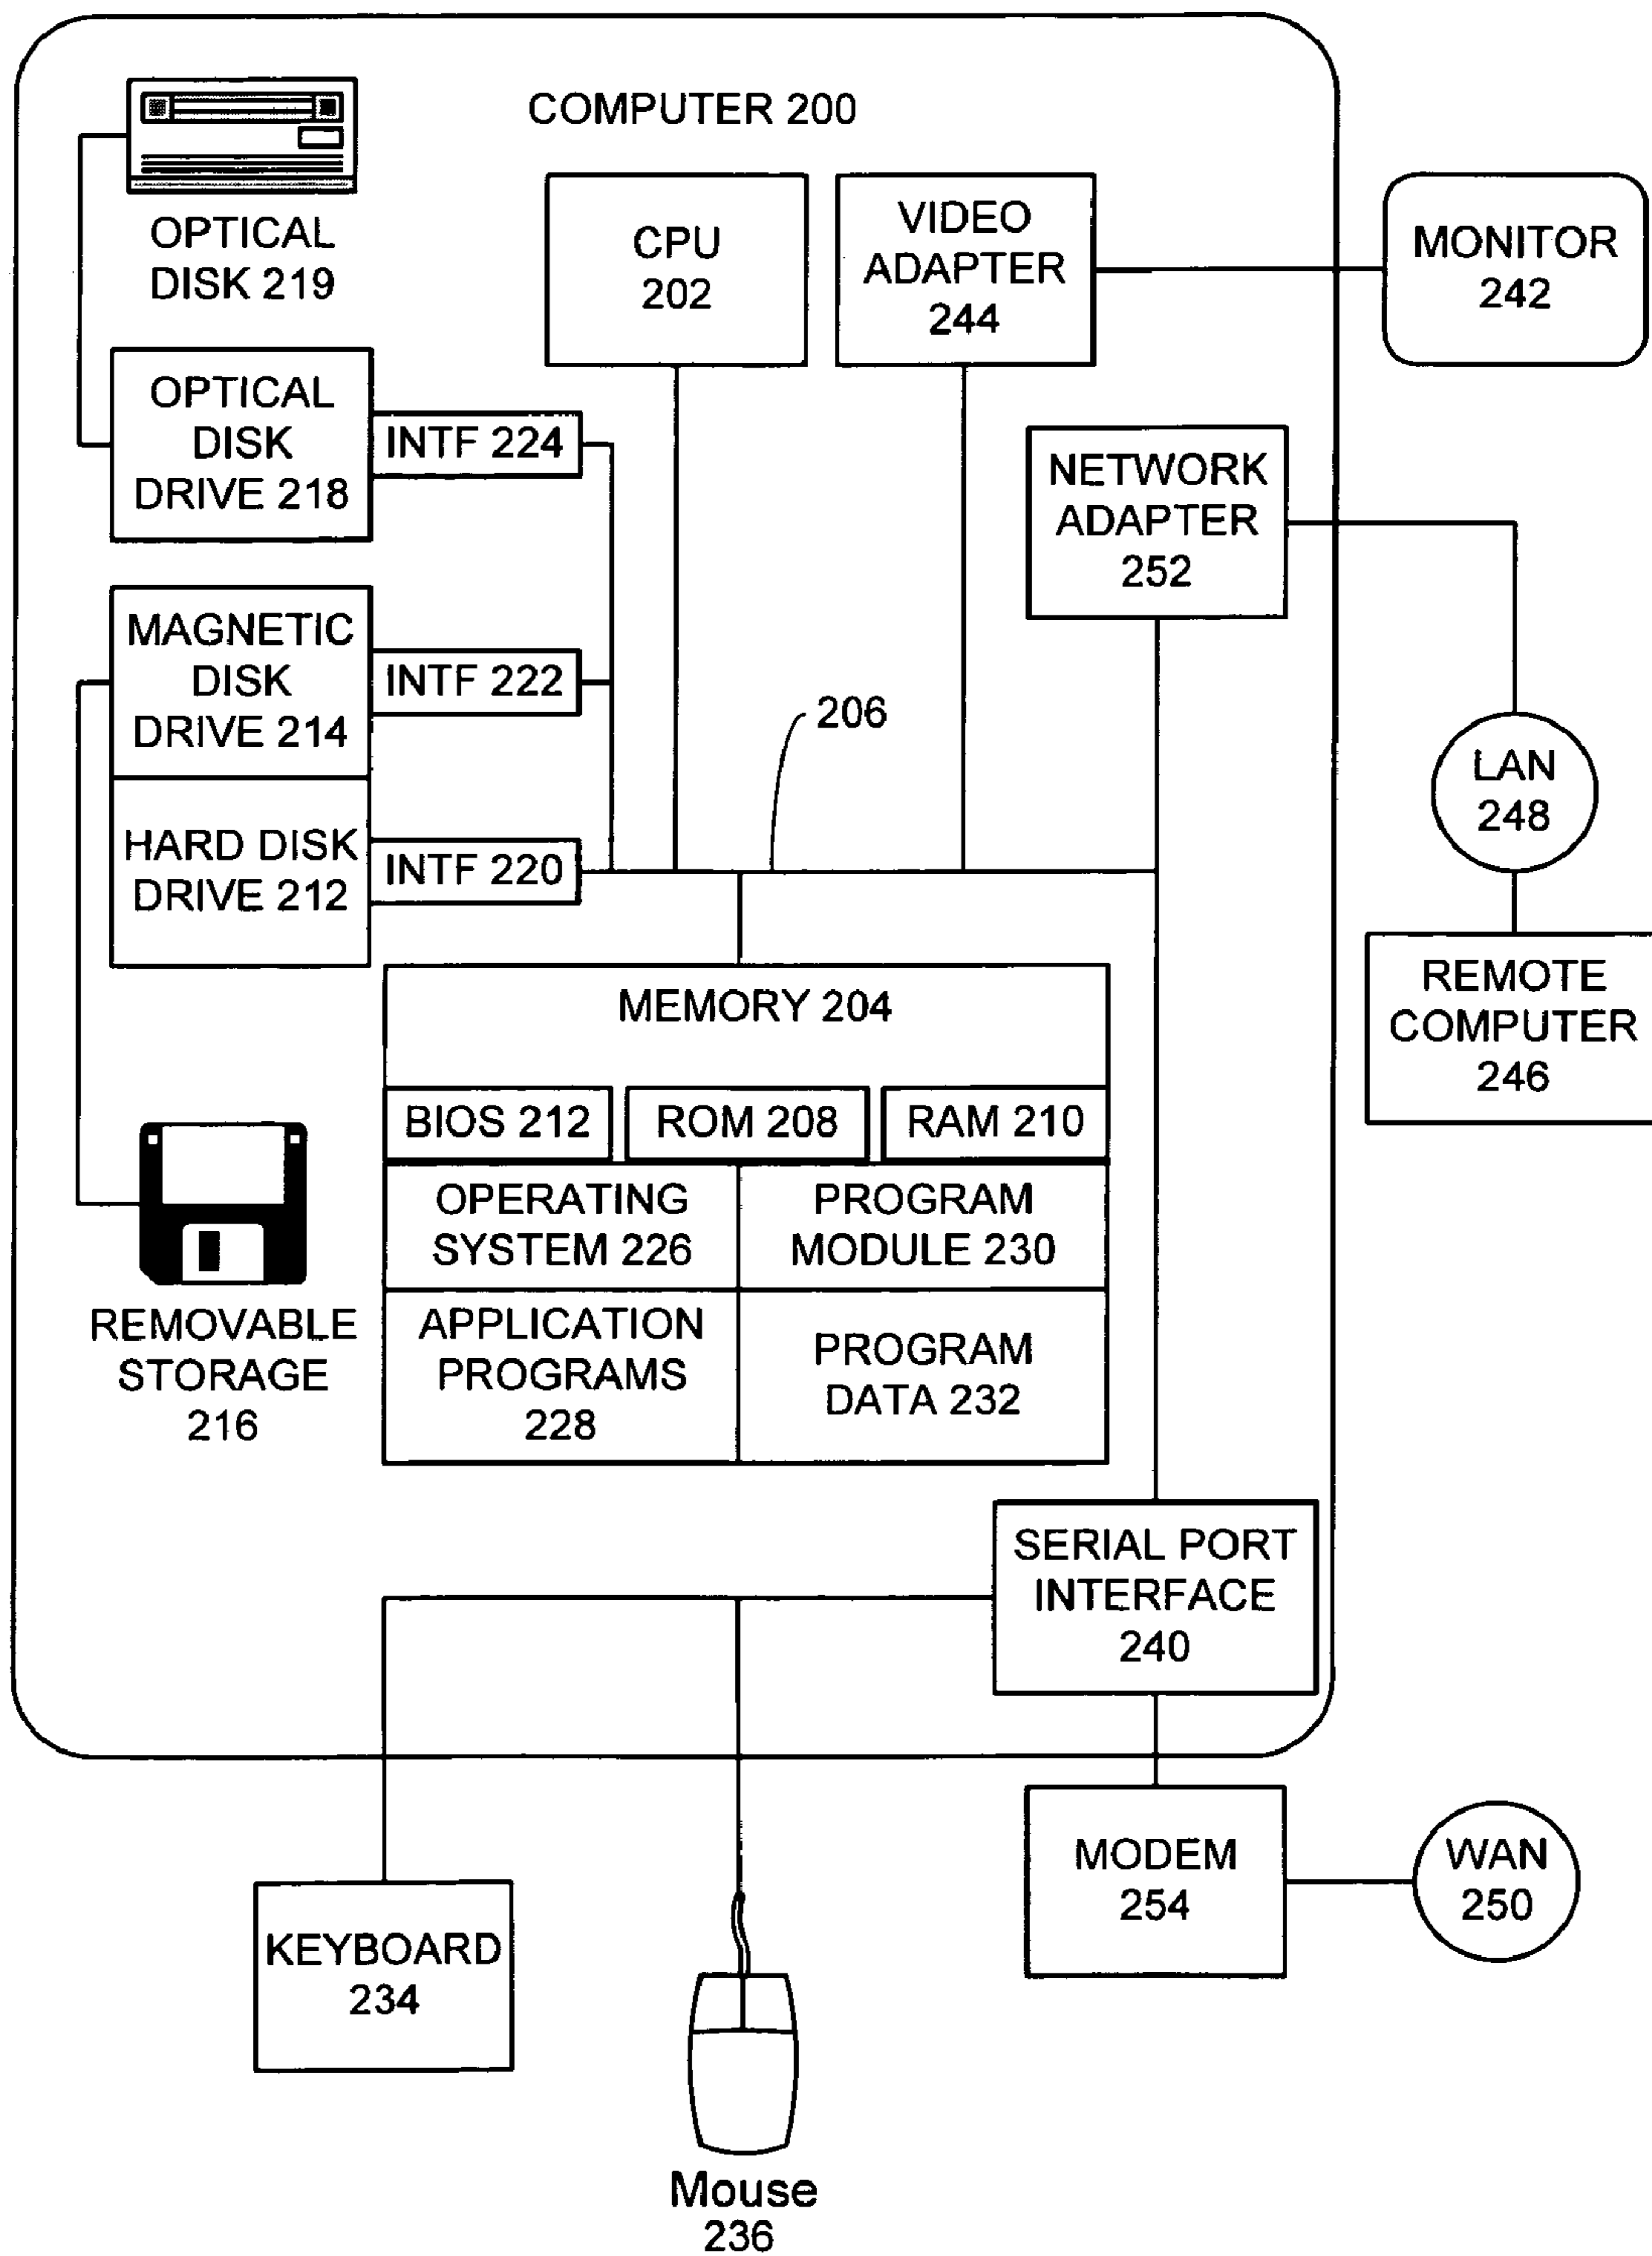 COMPUTER 200
OPTICAL
DISK 219
CPU
202
VIDEO
ADAPTER
244
MONITOR
242
OPTICAL
DISK
DRIVE 218
INTF 224
NETWORK
ADAPTER
252
MAGNETIC
DISK
DRIVE 214
INTF 222
206
LAN
248
HARD DISK
DRIVE 212
INTF 220
REMOTE
COMPUTER
246
MEMORY 204
BIOS 212
ROM 208
RAM 210
OPERATING
SYSTEM 226
PROGRAM
MODULE 230
REMOVABLE
STORAGE
216
APPLICATION
PROGRAMS
228
PROGRAM
DATA 232
SERIAL PORT
INTERFACE
240
MODEM
254
WAN
250
KEYBOARD
234
Mouse
236